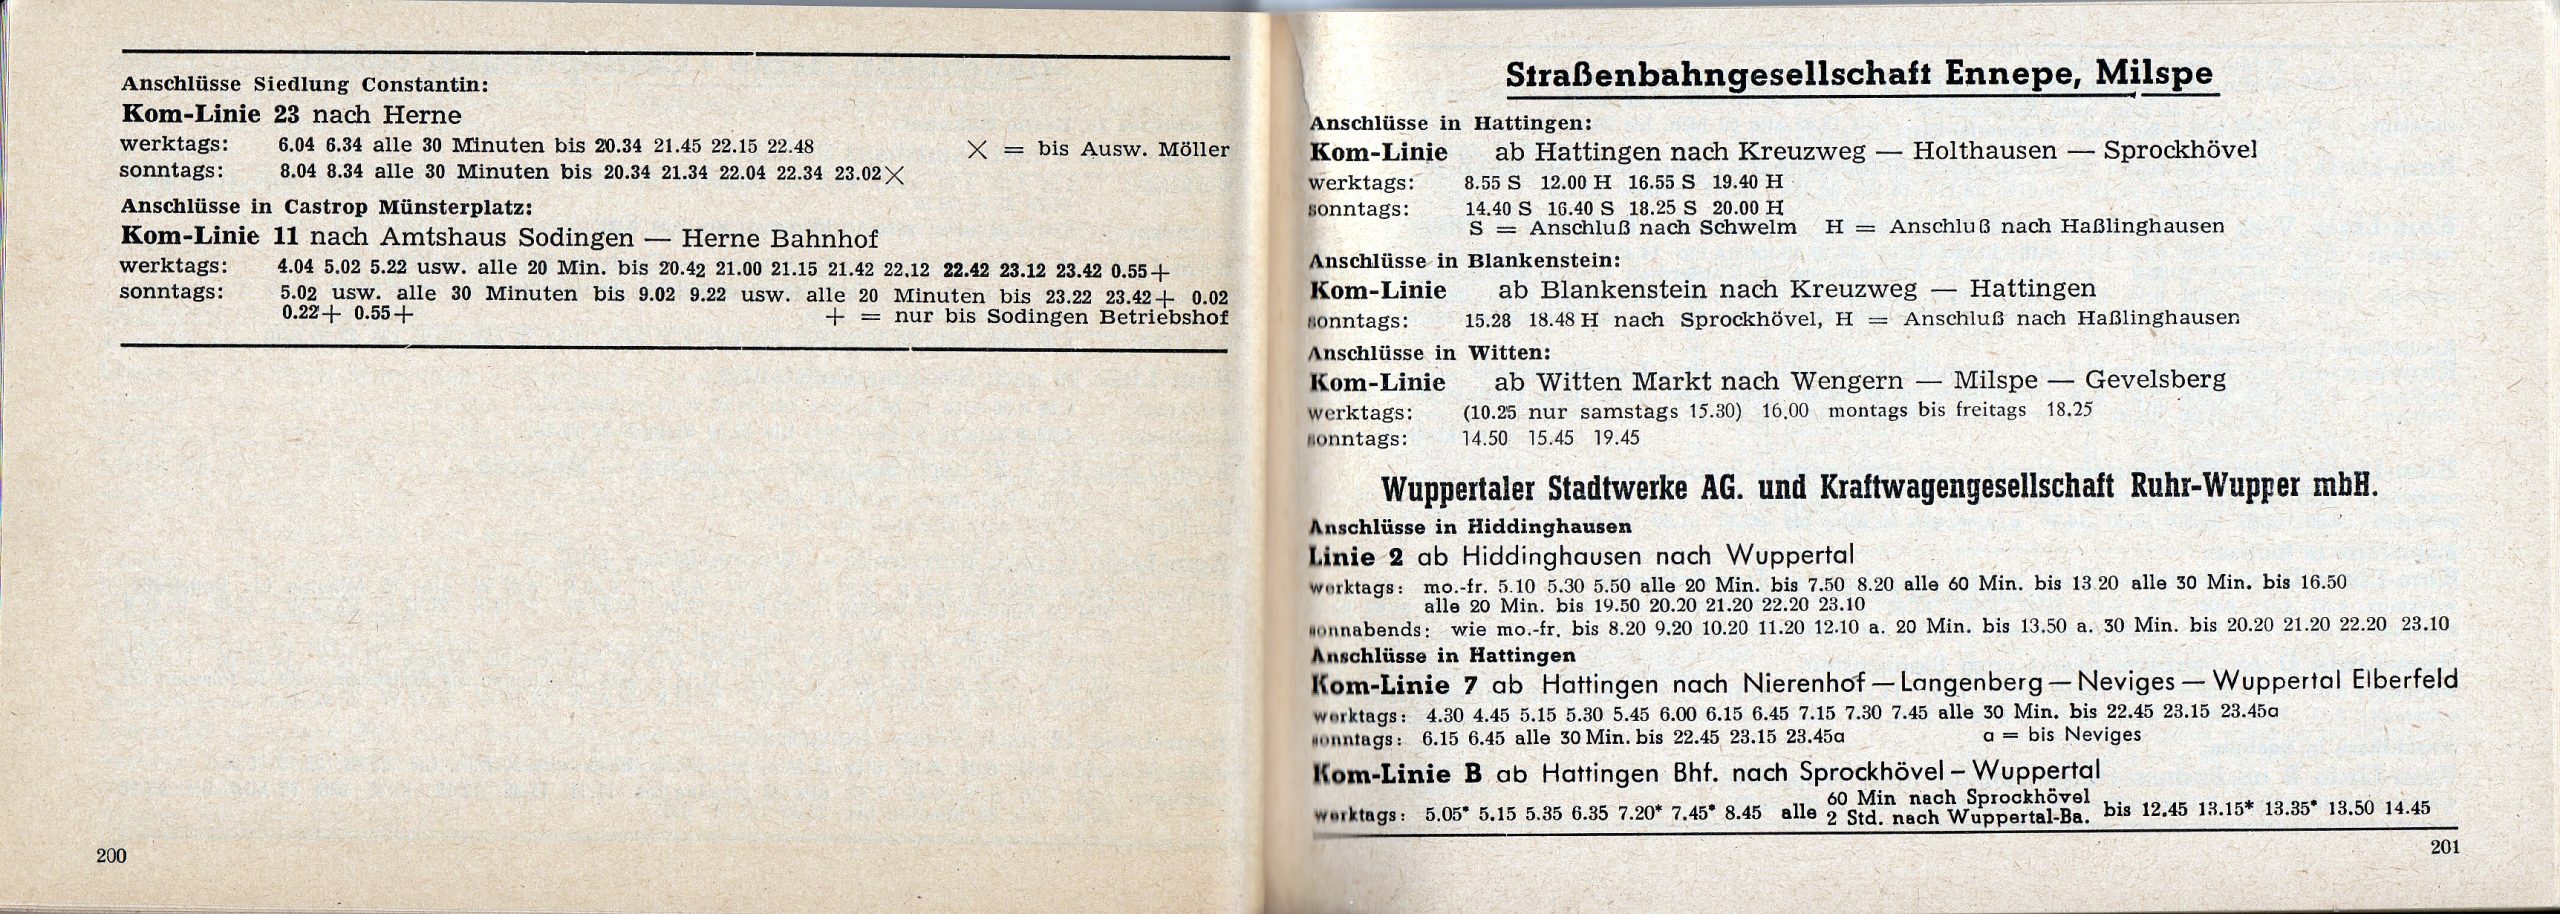 Anschlüsse Siedlung Constantin:
Kom-Linie 23 nach Herne
werktags: 6.04 6.34 alle 30 Minuten bis 20.34 21.45 22.15 22.48 × = bis Ausw. Möller
sonntags: 8.04 8.34 alle 30 Minuten bis 20.34 21.34 22.04 22.34 23.02×
Anschlüsse in Castrop Münsterplatz:
Kom-Linie 11 nach Amtshaus Sodingen — Herne Bahnhof
werktags: 4.04 5.02 5.22 usw. alle 20 Min. bis 20.42 21.00 21.15 21.42 22.12 22.42 23.12 23.42 0.55+
sonntags: 5.02 usw. alle 30 Minuten bis 9.02 9.22 usw. alle 20 Minuten bis 23.22 23.42+ 0.02
0.22+ 0.55+ + = nur bis Sodingen Betriebshof
200
Straßenbahngesellschaft Ennepe, Milspe
Anschlüsse in Hattingen:
Kom-Linie ab Hattingen nach Kreuzweg — Holthausen — Sprockhövel
werktags: 8.55 S 12.00 H 16.55 S 19.40 H
sonntags: 14.40 S 16.40 S 18.25 S 20.00 H
S = Anschluß nach Schwelm H = Anschluß nach Haßlinghausen
Anschlüsse in Blankenstein:
Kom-Linie ab Blankenstein nach Kreuzweg — Hattingen
sonntags: 15.28 18.48 H nach Sprockhövel, H = Anschluß nach Haßlinghausen
Anschlüsse in Witten:
Kom-Linie ab Witten Markt nach Wengern — Milspe — Gevelsberg
werktags: (10.25 nur samstags 15.30) 16.00 montags bis freitags 18.25
sonntags: 14.50 15.45 19.45
Wuppertaler Stadtwerke AG. und Kraftwagengesellschaft Ruhr-Wupper mbH.
Anschlüsse in Hiddinghausen
Linie 2 ab Hiddinghausen nach Wuppertal
werktags: mo.-fr. 5.10 5.30 5.50 alle 20 Min. bis 7.50 8.20 alle 60 Min. bis 13.20 alle 30 Min. bis 16.50
alle 20 Min. bis 19.50 20.20 21.20 22.20 23.10
sonnabends: wie mo.-fr. bis 8.20 9.20 10.20 11.20 12.10 a. 20 Min. bis 13.50 a. 30 Min. bis 20.20 21.20 22.20 23.10
Anschlüsse in Hattingen
Kom-Linie 7 ab Hattingen nach Nierenhof — Langenberg — Neviges — Wuppertal Elberfeld
werktags: 4.30 4.45 5.15 5.30 5.45 6.00 6.15 6.45 7.15 7.30 7.45 alle 30 Min. bis 22.45 23.15 23.45a
sonntags: 6.15 6.45 alle 30 Min. bis 22.45 23.15 23.45a a = bis Neviges
Kom-Linie B ab Hattingen Bhf. nach Sprockhövel – Wuppertal
werktags: 5.05* 5.15 5.35 6.35 7.20* 7.45* 8.45 alle 60 Min nach Sprockhövel
2 Std. nach Wuppertal-Ba. bis 12.45 13.15* 13.35* 13.50 14.45
201